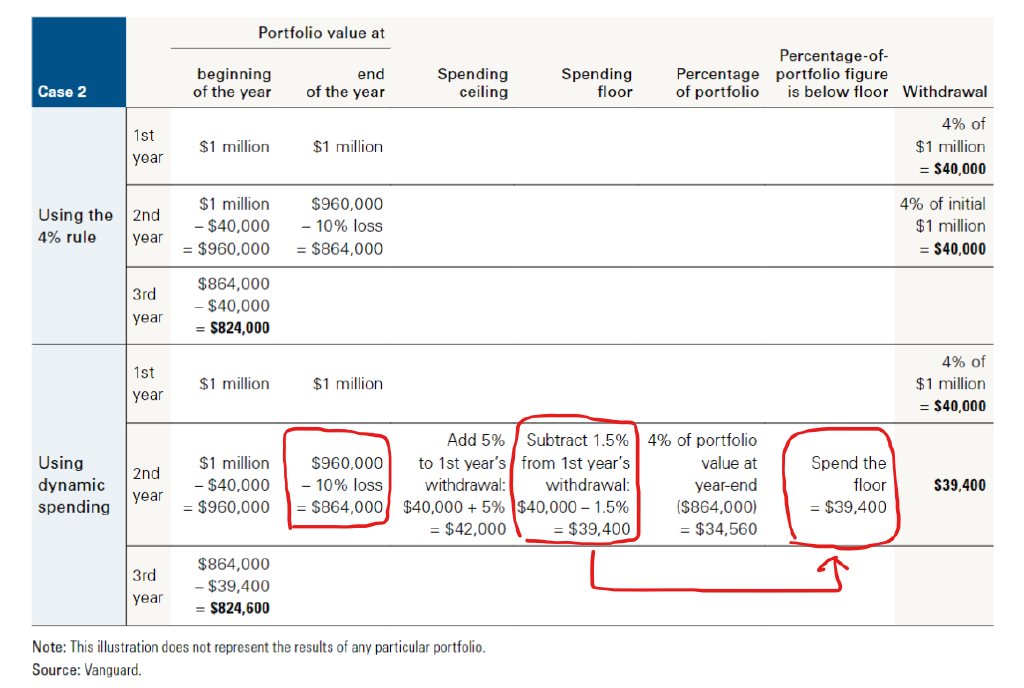 Portfolio value at
Case 2
beginning of the year
end of the year
Spending ceiling
Spending floor
Percentage of portfolio
Percentage-of-portfolio figure is below floor
Withdrawal
Using the 4% rule
1st year
$1 million
$1 million
4% of
$1 million
= $40,000
2nd year
$1 million
– $40,000
= $960,000
$960,000
– 10% loss
= $864,000
4% of initial
$1 million
= $40,000
3rd year
$864,000
– $40,000
= $824,000
Using dynamic spending
1st year
$1 million
$1 million
4% of
$1 million
= $40,000
2nd year
$1 million
– $40,000
= $960,000
$960,000
– 10% loss
= $864,000
Add 5%
to 1st year's
withdrawal:
$40,000 + 5%
= $42,000
Subtract 1.5%
from 1st year's
withdrawal:
$40,000 – 1.5%
= $39,400
4% of portfolio
value at
year-end
($864,000)
= $34,560
Spend the
floor
= $39,400
$39,400
3rd year
$864,000
– $39,400
= $824,600
Note: This illustration does not represent the results of any particular portfolio.
Source: Vanguard.